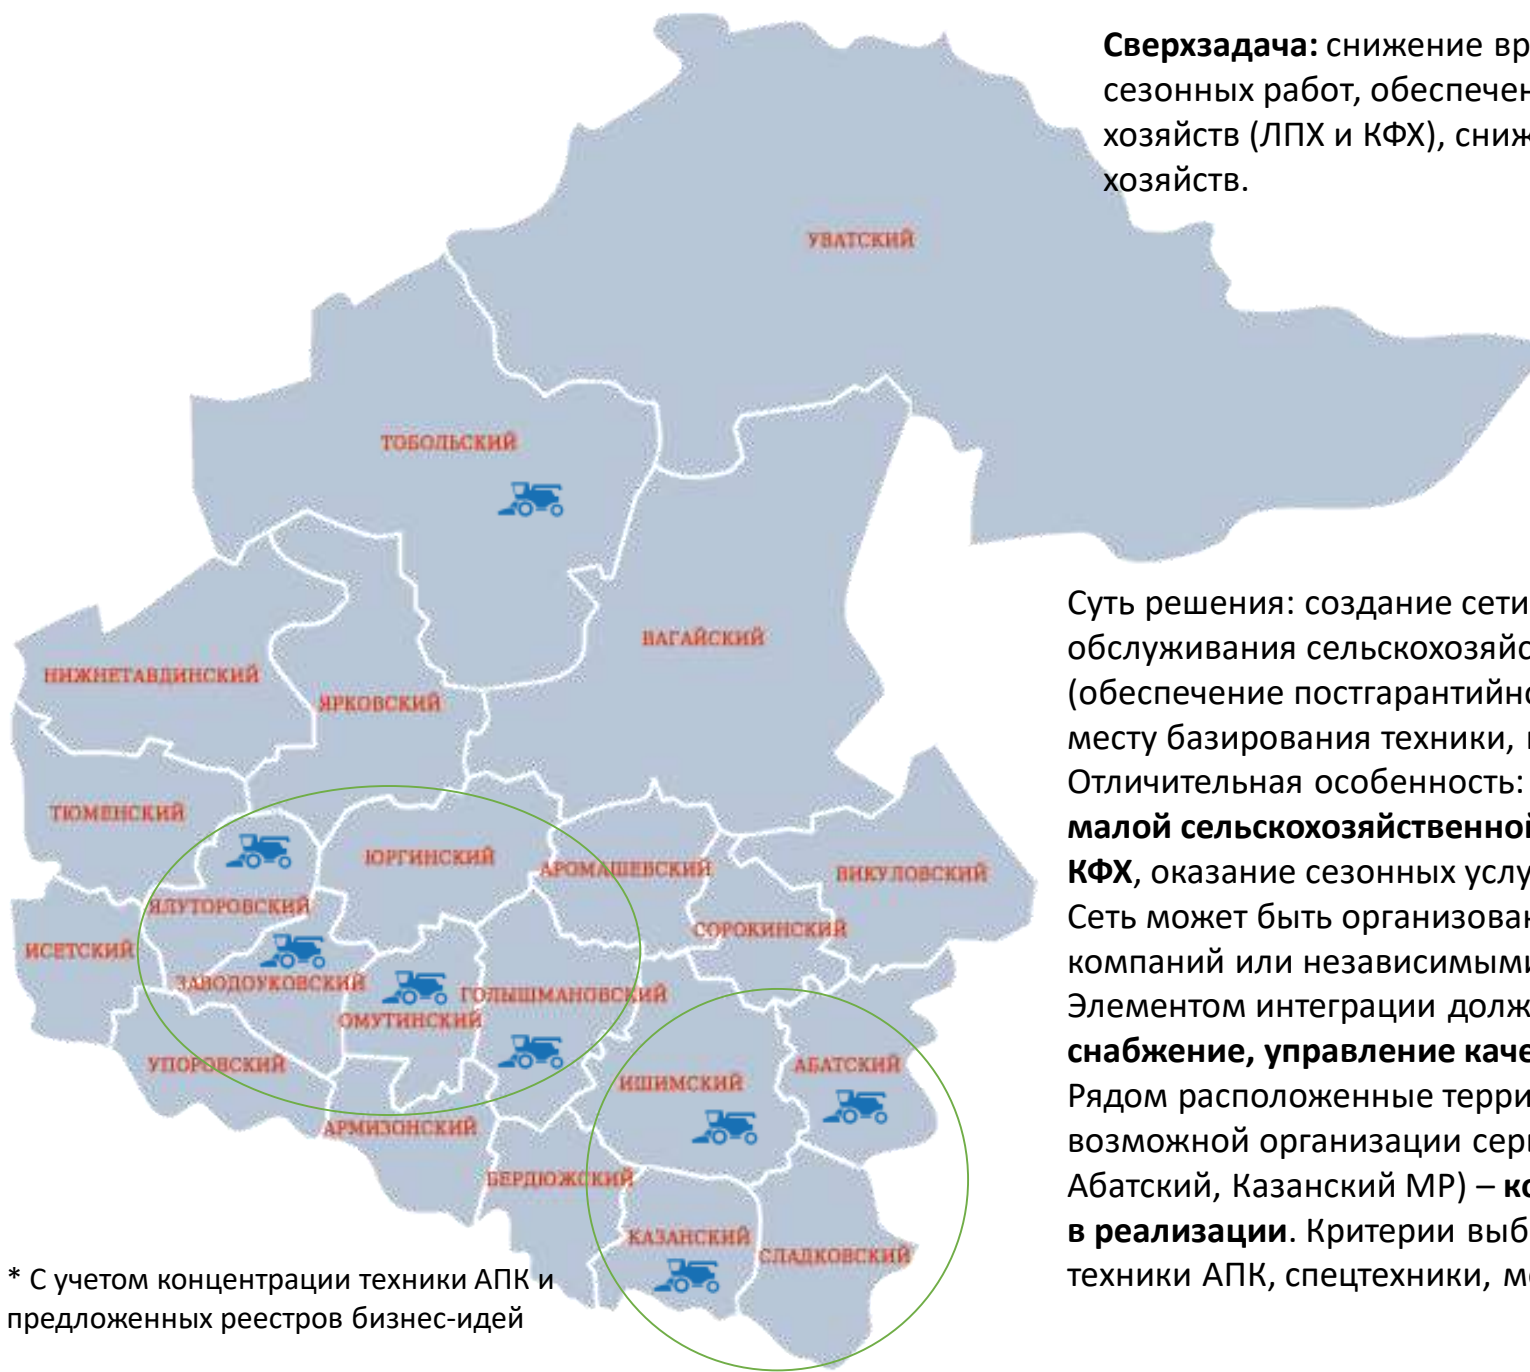 Сверхзадача: снижение вр
сезонных работ, обеспечен
хозяйств (ЛПХ и КФХ), сниж
хозяйств.
УВАТСКИЙ
ТОБОЛЬСКИЙ
ВАГАЙСКИЙ
НИЖНЕТАВДИНСКИЙ
ЯРКОВСКИЙ
ТЮМЕНСКИЙ
ЮРГИНСКИЙ
АРОМАШЕВСКИЙ
ВИКУЛОВСКИЙ
ЯЛУТОРОВСКИЙ
СОРОКИНСКИЙ
ИСЕТСКИЙ
ЗАВОДОУКОВСКИЙ
ГОЛЫШМАНОВСКИЙ
ОМУТИНСКИЙ
УПОРОВСКИЙ
ИШИМСКИЙ
АБАТСКИЙ
АРМИЗОНСКИЙ
БЕРДЮЖСКИЙ
КАЗАНСКИЙ
СЛАДКОВСКИЙ
Суть решения: создание сети
обслуживания сельскохозяйс
(обеспечение постгарантийно
месту базирования техники,
Отличительная особенность:
малой сельскохозяйственной
КФХ, оказание сезонных услу
Сеть может быть организован
компаний или независимыми
Элементом интеграции долж
снабжение, управление каче
Рядом расположенные терри
возможной организации серв
Абатский, Казанский МР) – ко
в реализации. Критерии выб
техники АПК, спецтехники, м
* С учетом концентрации техники АПК и
предложенных реестров бизнес-идей